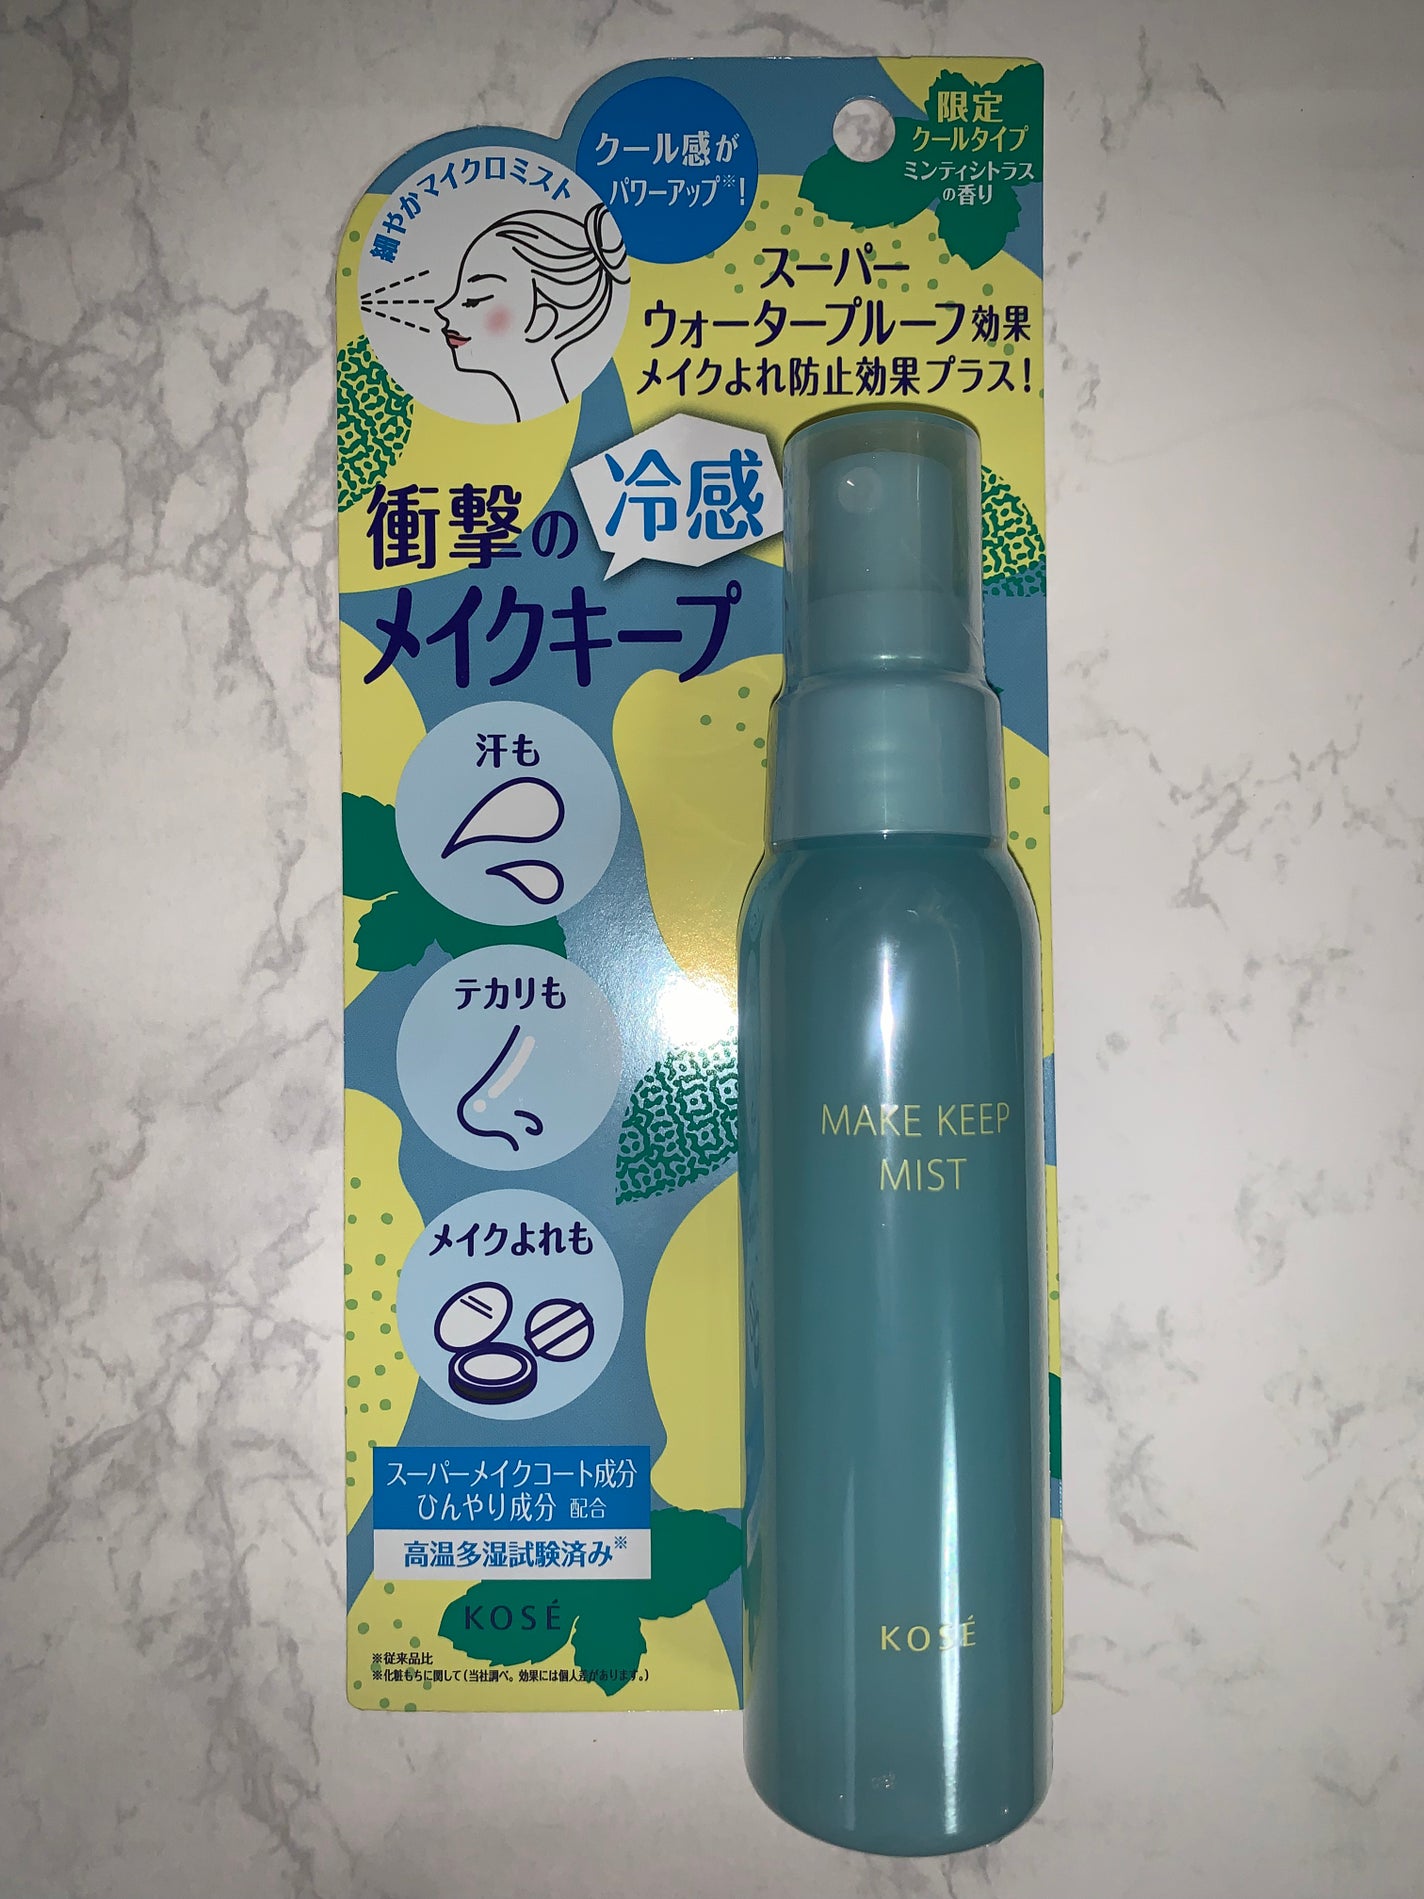 限定
クールタイプ
ミンティシトラス
の香り
クール感が
パワーアップ※!
細やかマイクロミスト
スーパー
ウォータープルーフ効果
メイクよれ防止効果プラス!
衝撃の冷感
メイクキープ
汗も
テカリも
メイクよれも
スーパーメイクコート成分
ひんやり成分 配合
高温多湿試験済み※
KOSÉ
※従来品比
※化粧もちに関して(当社調べ。効果には個人差があります。)
MAKE KEEP
MIST
KOSÉ